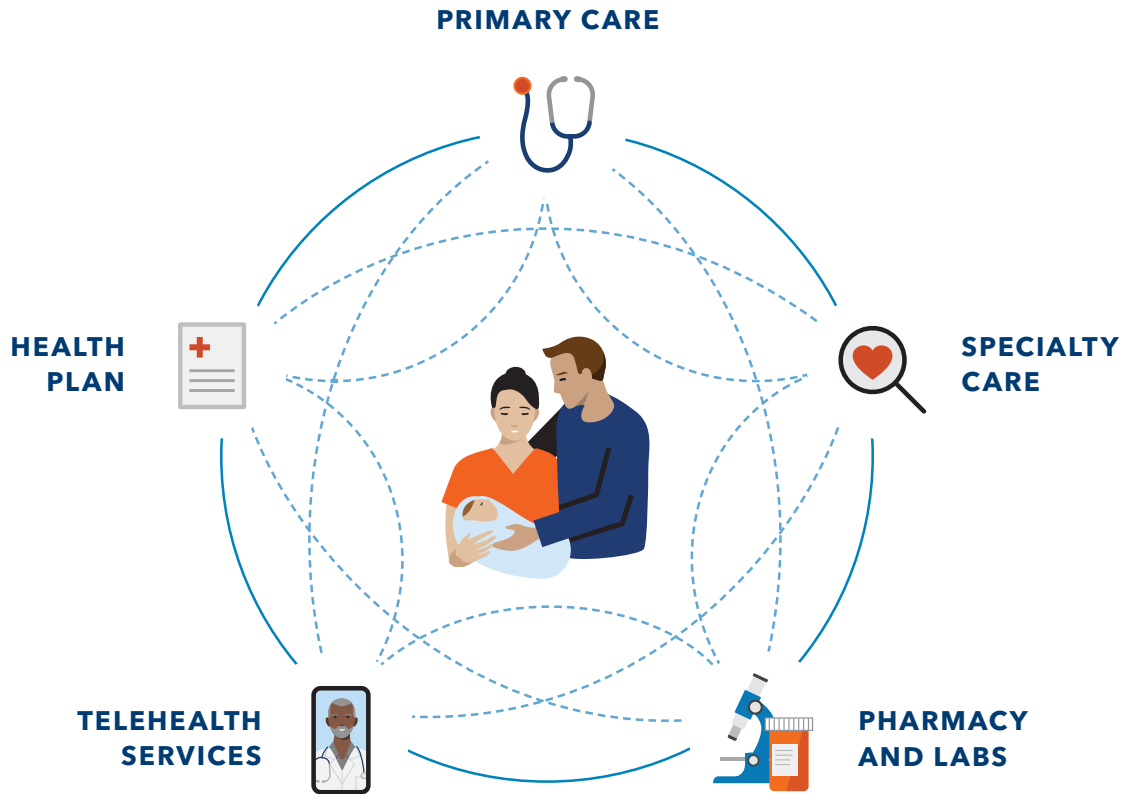 PRIMARY CARE
HEALTH
PLAN
SPECIALTY
CARE
TELEHEALTH
SERVICES
PHARMACY
AND LABS